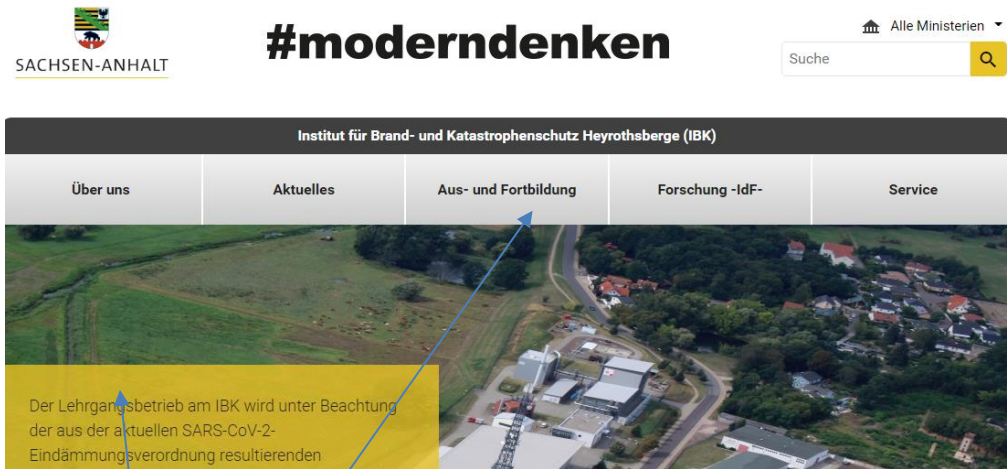 SACHSEN-ANHALT
#moderndenken
Alle Ministerien
Suche
Institut für Brand- und Katastrophenschutz Heyrothsberge (IBK)
Über uns
Aktuelles
Aus- und Fortbildung
Forschung -IdF-
Service
Der Lehrgangsbetrieb am IBK wird unter Beachtung
der aus der aktuellen SARS-CoV-2-
Eindämmungsverordnung resultierenden